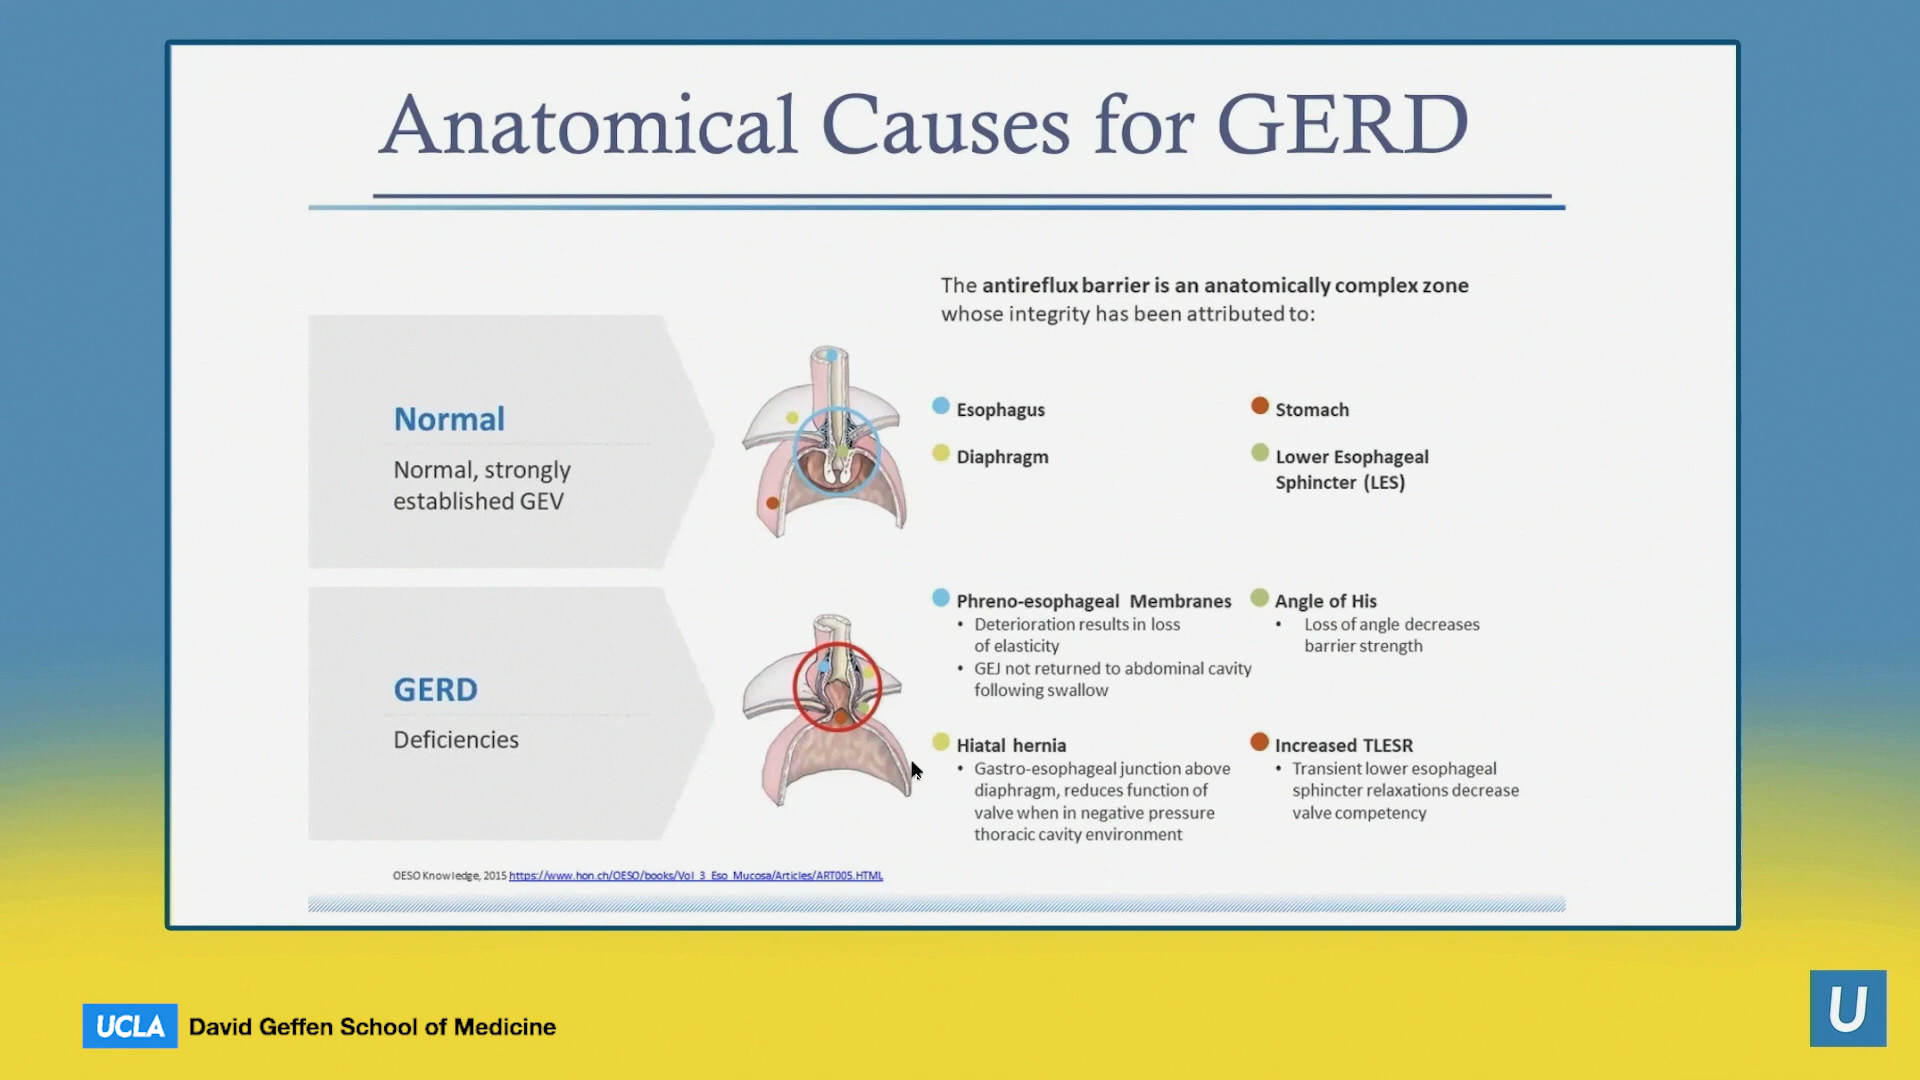 Anatomical Causes for GERD
The antireflux barrier is an anatomically complex zone
whose integrity has been attributed to:
Normal
Normal, strongly
established GEV
Esophagus
Stomach
Diaphragm
Lower Esophageal
Sphincter (LES)
GERD
Deficiencies
Phreno-esophageal Membranes
• Deterioration results in loss
of elasticity
• GEJ not returned to abdominal cavity
following swallow
Angle of His
• Loss of angle decreases
barrier strength
Hiatal hernia
• Gastro-esophageal junction above
diaphragm, reduces function of
valve when in negative pressure
thoracic cavity environment
Increased TLESR
• Transient lower esophageal
sphincter relaxations decrease
valve competency
OESO Knowledge, 2015 https://www.hon.ch/OESO/books/Vol_3_Eso_Mucosa/Articles/ART005.HTML
UCLA David Geffen School of Medicine
U